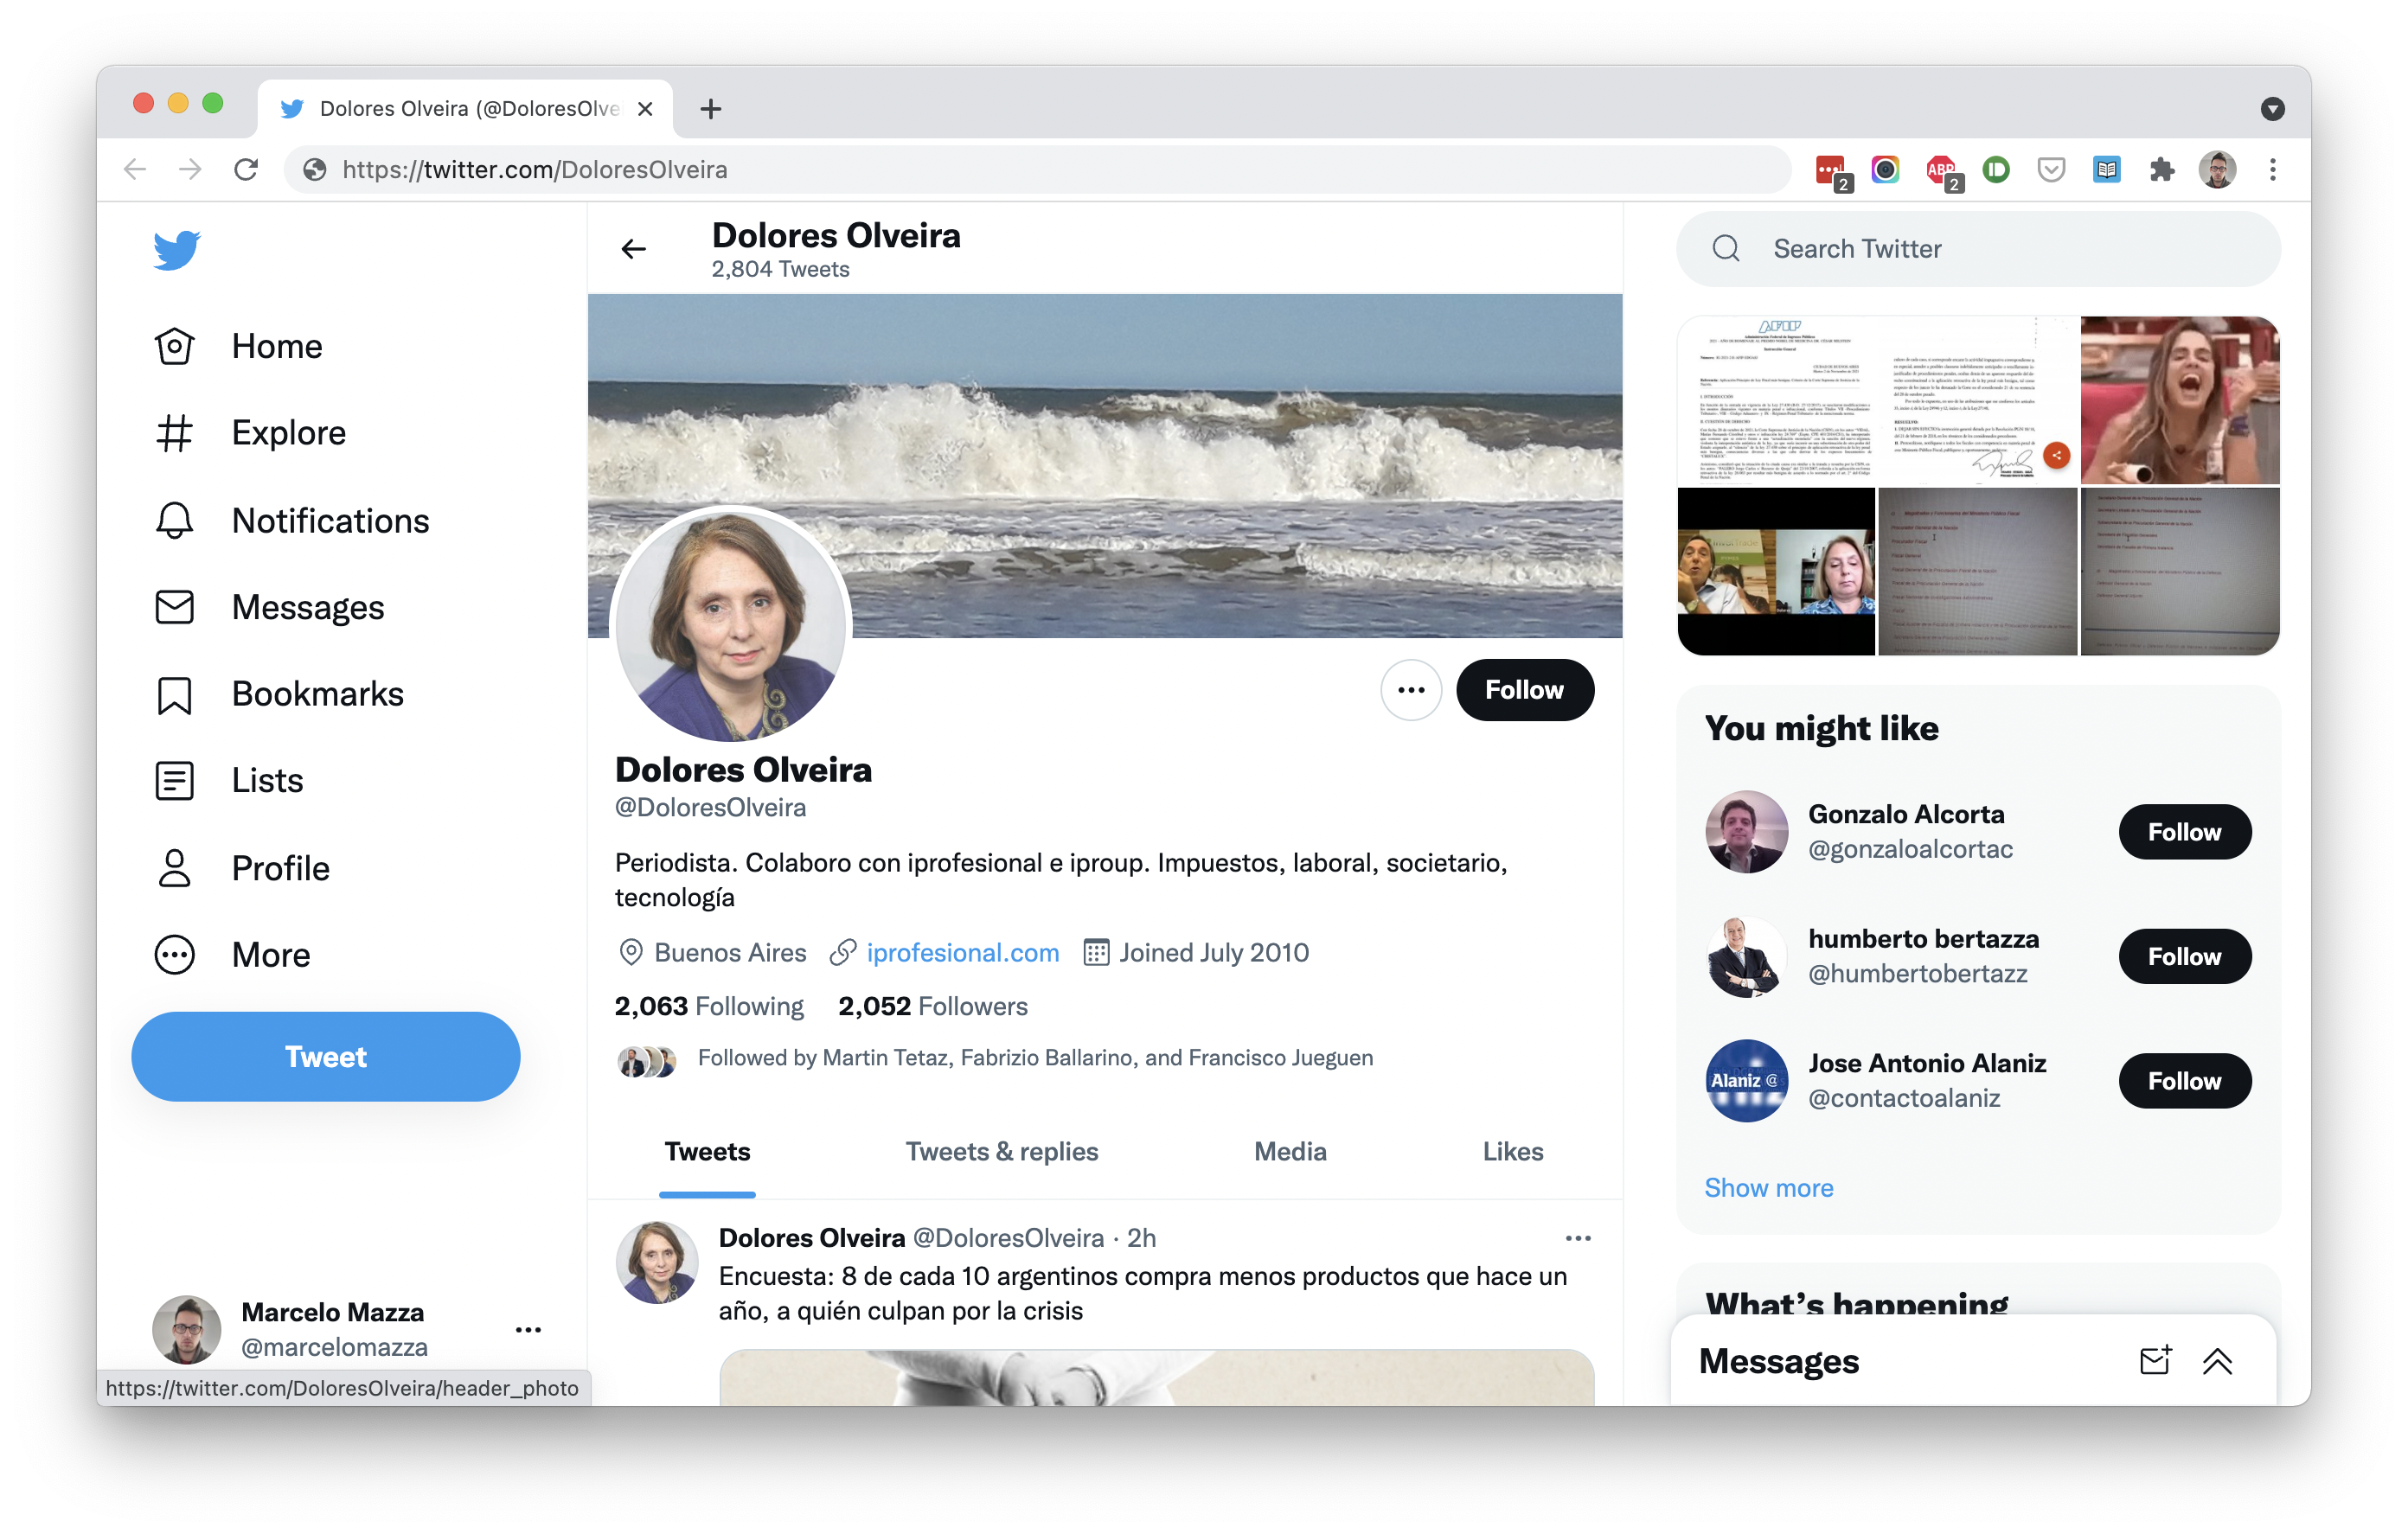 Dolores Olveira (@DoloresOlve
https://twitter.com/DoloresOlveira
2
ABP
2
Home
Explore
Notifications
Messages
Bookmarks
Lists
Profile
More
Tweet
Marcelo Mazza
@marcelomazza
https://twitter.com/DoloresOlveira/header_photo
Dolores Olveira
2,804 Tweets
Follow
Dolores Olveira
@DoloresOlveira
Periodista. Colaboro con iprofesional e iproup. Impuestos, laboral, societario,
tecnología
Buenos Aires iprofesional.com Joined July 2010
2,063 Following 2,052 Followers
Followed by Martin Tetaz, Fabrizio Ballarino, and Francisco Jueguen
Tweets Tweets & replies Media Likes
Dolores Olveira @DoloresOlveira · 2h
Encuesta: 8 de cada 10 argentinos compra menos productos que hace un
año, a quién culpan por la crisis
Search Twitter
AFIP
You might like
Gonzalo Alcorta
@gonzaloalcortac
Follow
humberto bertazza
@humbertobertazz
Follow
Alaniz @
Jose Antonio Alaniz
@contactoalaniz
Follow
Show more
What's happening
Messages